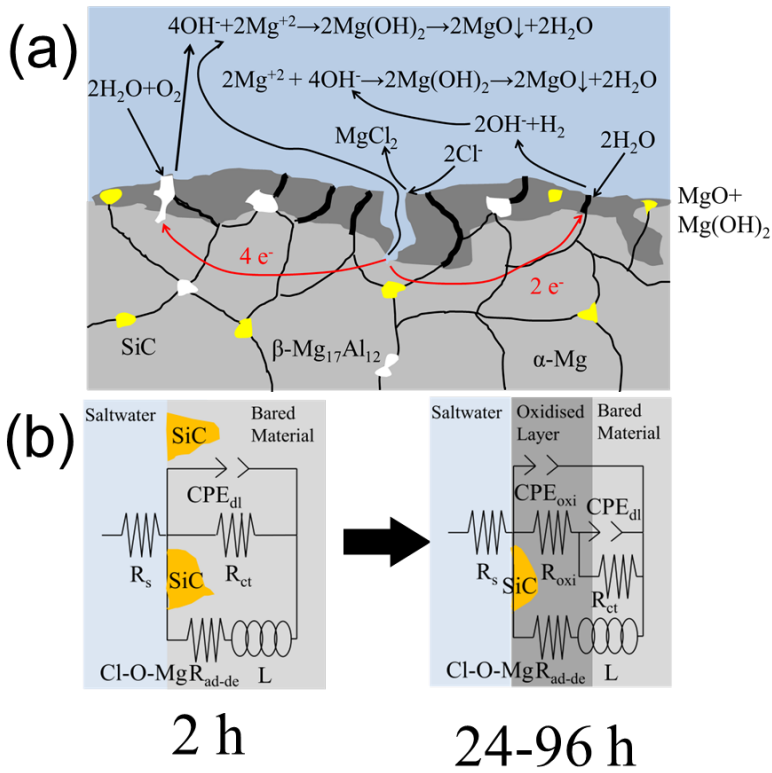 (a)
4OH⁻+2Mg⁺²→2Mg(OH)₂→2MgO↓+2H₂O
2Mg⁺² + 4OH⁻→2Mg(OH)₂→2MgO↓+2H₂O
2H₂O+O₂
2OH⁻+H₂
MgCl₂
2Cl⁻
2H₂O
MgO+
Mg(OH)₂
4 e⁻
2 e⁻
SiC
β-Mg₁₇Al₁₂
α-Mg
(b)
Saltwater
Bared
Material
SiC
CPE_dl
R_s
SiC
R_ct
Cl-O-Mg
R_ad-de
L
2 h
Saltwater
Oxidised
Layer
Bared
Material
CPE_oxi
CPE_dl
R_s
SiC
R_oxi
R_ct
Cl-O-Mg
R_ad-de
L
24-96 h